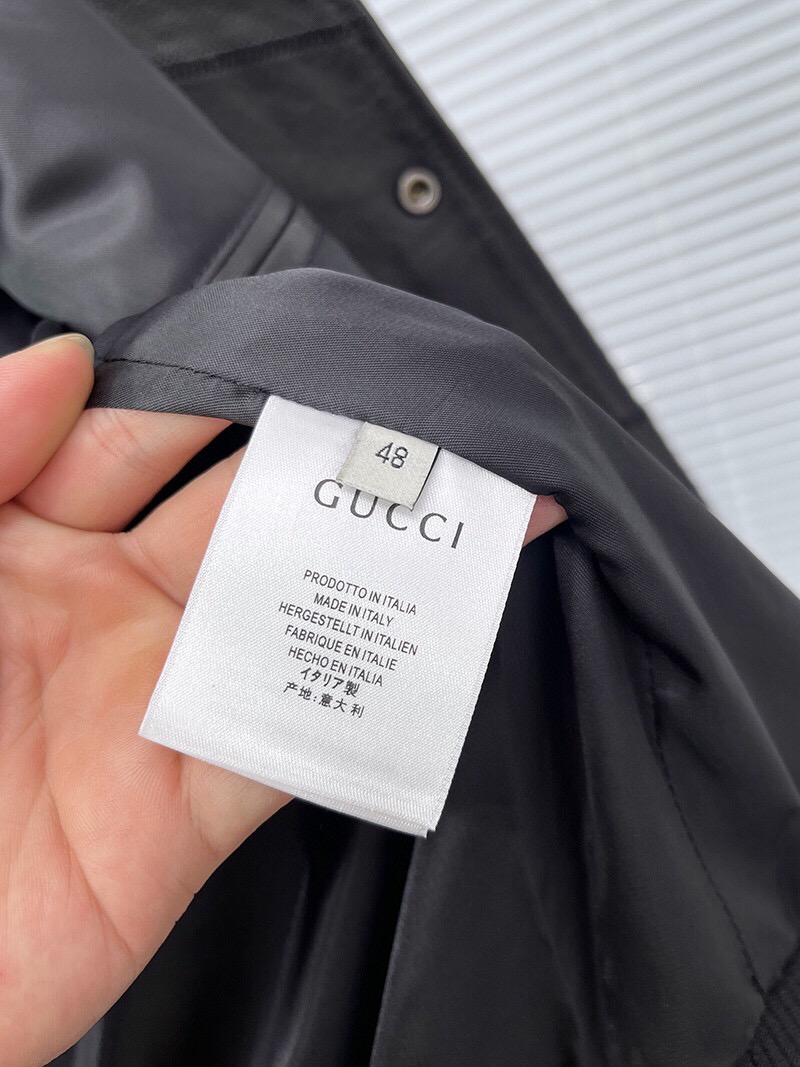 48
GUCCI
PRODOTTO IN ITALIA
MADE IN ITALY
HERGESTELLT IN ITALIEN
FABRIQUE EN ITALIE
HECHO EN ITALIA
イタリア製
产地:意大利